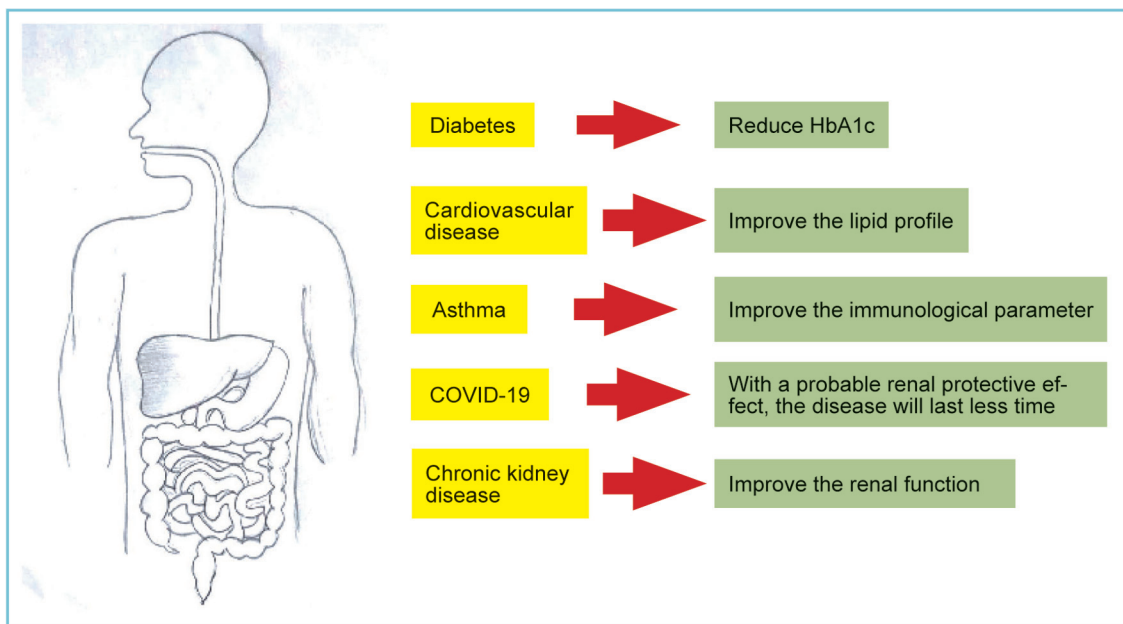 Diabetes
Reduce HbA1c
Cardiovascular
disease
Improve the lipid profile
Asthma
Improve the immunological parameter
COVID-19
With a probable renal protective ef-
fect, the disease will last less time
Chronic kidney
disease
Improve the renal function